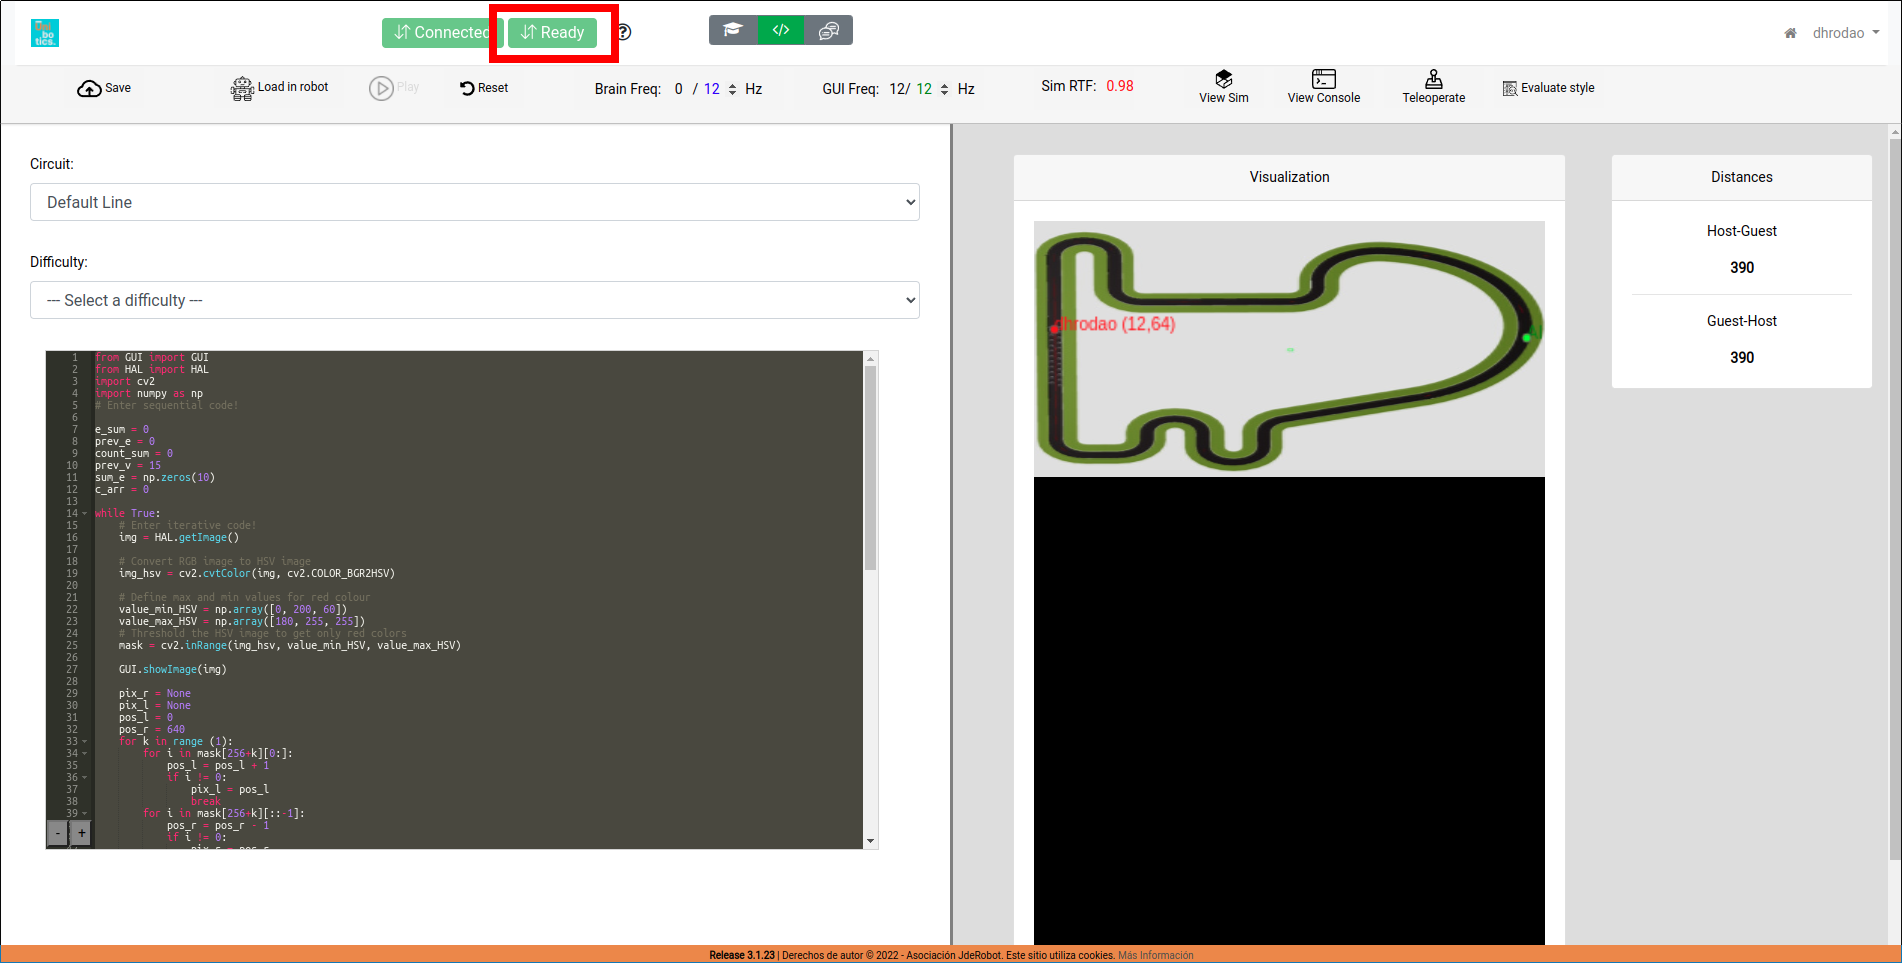 bo
tics.
Connected
Ready
?
</>
dhrodao
Save
Load in robot
Play
Reset
Brain Freq: 0 / 12 Hz
GUI Freq: 12/ 12 Hz
Sim RTF: 0.98
View Sim
View Console
Teleoperate
Evaluate style
Circuit:
Default Line
Difficulty:
--- Select a difficulty ---
1 from GUI import GUI
2 from HAL import HAL
3 import cv2
4 import numpy as np
5 # Enter sequential code!
6
7 e_sum = 0
8 prev_e = 0
9 count_sum = 0
10 prev_v = 15
11 sum_e = np.zeros(10)
12 c_arr = 0
13
14 while True:
15     # Enter iterative code!
16     img = HAL.getImage()
17
18     # Convert RGB image to HSV image
19     img_hsv = cv2.cvtColor(img, cv2.COLOR_BGR2HSV)
20
21     # Define max and min values for red colour
22     value_min_HSV = np.array([0, 200, 60])
23     value_max_HSV = np.array([180, 255, 255])
24     # Threshold the HSV image to get only red colors
25     mask = cv2.inRange(img_hsv, value_min_HSV, value_max_HSV)
26
27     GUI.showImage(img)
28
29     pix_r = None
30     pix_l = None
31     pos_l = 0
32     pos_r = 640
33     for k in range (1):
34         for i in mask[256+k][0:]:
35             pos_l = pos_l + 1
36             if i != 0:
37                 pix_l = pos_l
38                 break
39         for i in mask[256+k][::-1]:
pos_r = pos_r - 1
if i != 0:
- +
Visualization
dhrodao (12,64)
Distances
Host-Guest
390
Guest-Host
390
Release 3.1.23 | Derechos de autor © 2022 - Asociación JdeRobot. Este sitio utiliza cookies. Más Información